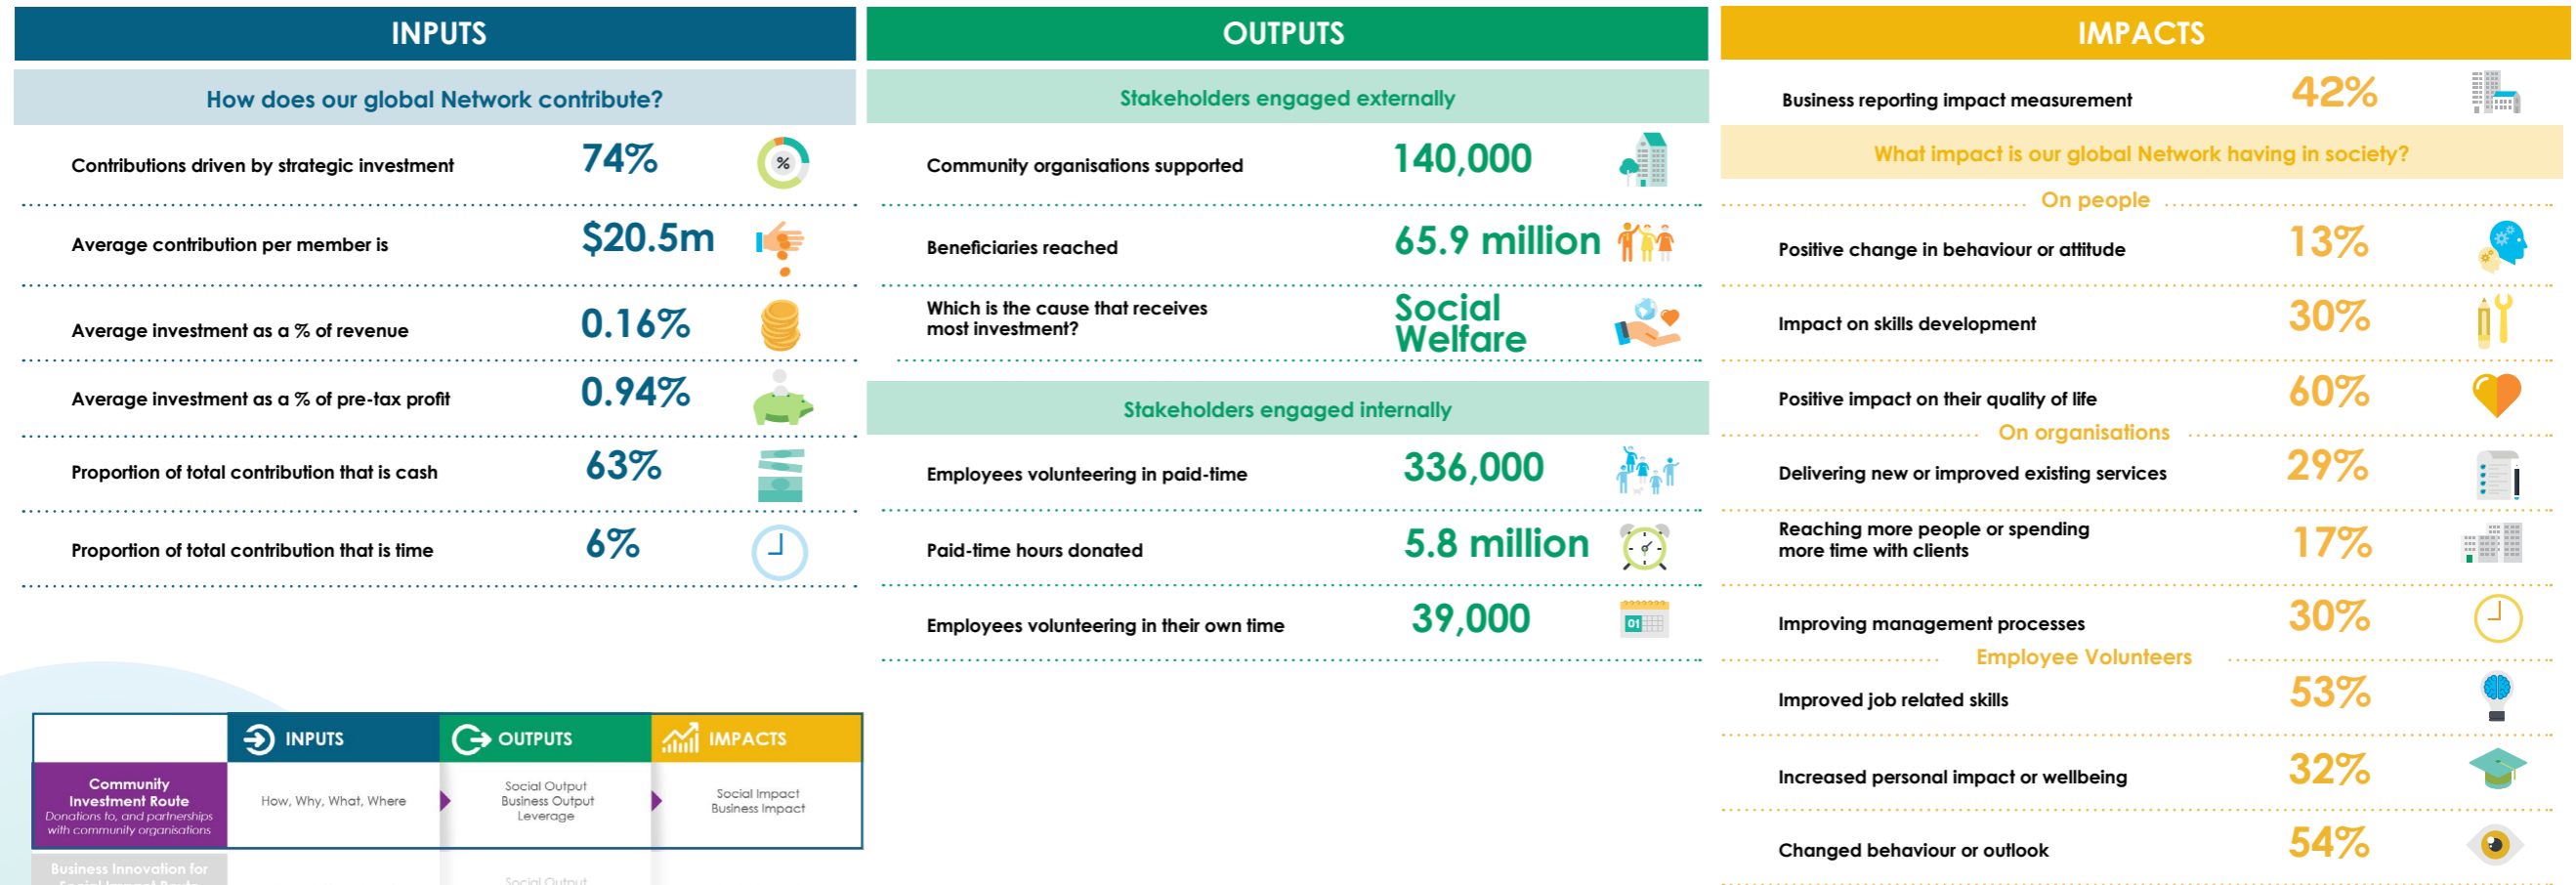 INPUTS
How does our global Network contribute?
Contributions driven by strategic investment 74%
%
Average contribution per member is $20.5m
Average investment as a % of revenue 0.16%
Average investment as a % of pre-tax profit 0.94%
Proportion of total contribution that is cash 63%
Proportion of total contribution that is time 6%
OUTPUTS
Stakeholders engaged externally
Community organisations supported 140,000
Beneficiaries reached 65.9 million
Which is the cause that receives
most investment?
Social
Welfare
Stakeholders engaged internally
Employees volunteering in paid-time 336,000
Paid-time hours donated 5.8 million
Employees volunteering in their own time 39,000
01
IMPACTS
Business reporting impact measurement 42%
What impact is our global Network having in society?
On people
Positive change in behaviour or attitude 13%
Impact on skills development 30%
Positive impact on their quality of life 60%
On organisations
Delivering new or improved existing services 29%
Reaching more people or spending
more time with clients
17%
Improving management processes 30%
Employee Volunteers
Improved job related skills 53%
Increased personal impact or wellbeing 32%
Changed behaviour or outlook 54%
INPUTS OUTPUTS IMPACTS
Community
Investment Route
Donations to, and partnerships
with community organisations
How, Why, What, Where
Social Output
Business Output
Leverage
Social Impact
Business Impact
Business Innovation for
Social Impact Route
Social Output